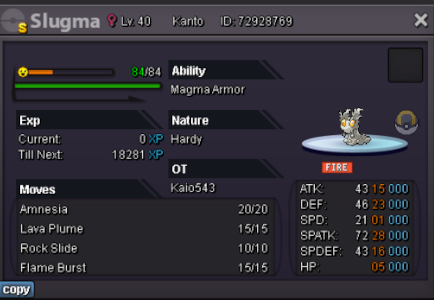 S Slugma Lv. 40 Kanto ID: 72928769 X
84/84
Ability
Magma Armor
Exp
Current: 0 XP
Till Next: 18281 XP
Nature
Hardy
OT
Kaio543
FIRE
Moves
Amnesia 20/20
Lava Plume 15/15
Rock Slide 10/10
Flame Burst 15/15
ATK: 43 15 000
DEF: 46 23 000
SPD: 21 01 000
SPATK: 72 28 000
SPDEF: 43 16 000
HP: 05 000
copy